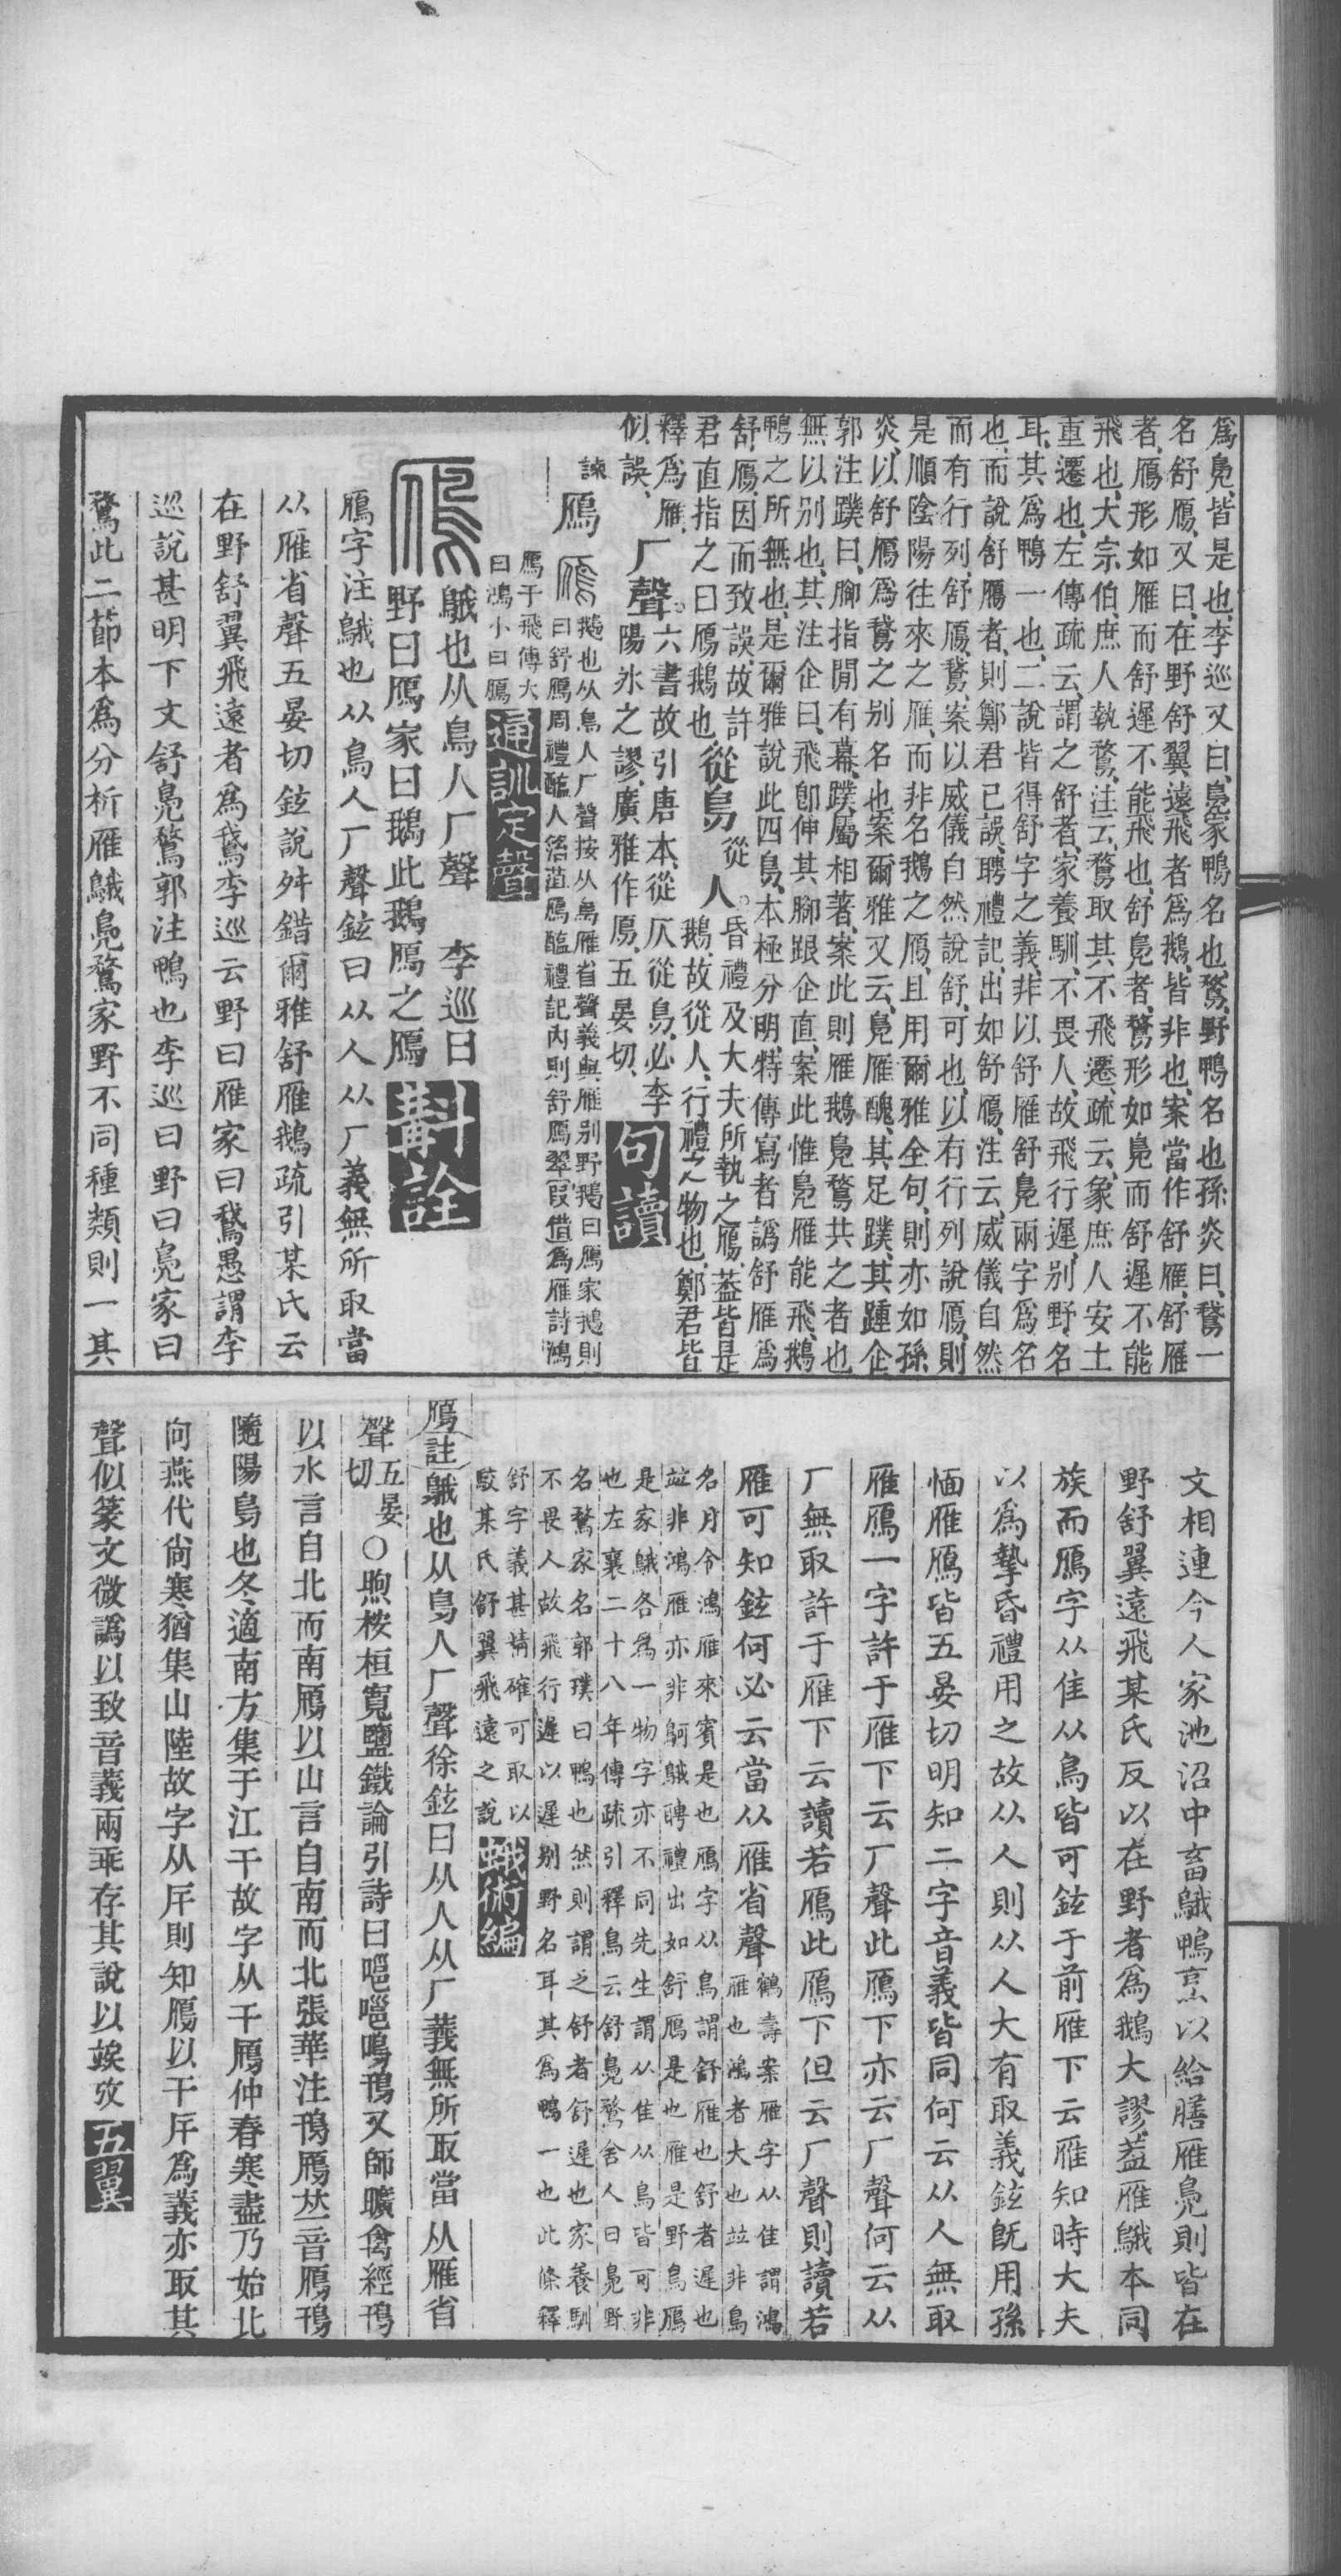 爲鳧、皆是也、李巡又曰、鳧家鴨名也、鶩、野鴨名也、孫炎曰、鶩一
名舒鴈、又曰、在野舒翼遠飛者爲鵝、皆非也、案當作舒雁、舒雁
者、鴈形如雁而舒遲不能飛也、舒鳧者、鶩形如鳧而舒遲不能
飛也、大宗伯、庶人執鶩、注云、鶩取其不飛遷、疏云、象庶人安土
重遷也、左傳疏云、謂之舒者、家養馴、不畏人、故飛行遲、別野名
耳、其爲鴨一也、二說皆得舒字之義、非以舒雁舒鳧兩字爲名
也、而說舒鴈者、則鄭君已誤、聘禮記、出如舒鴈、注云、威儀自然
而有行列、舒鴈、鵞、案以威儀自然說舒、可也、以有行列說鴈、則
是順陰陽往來之雁、而非名鵝之鴈、且用爾雅全句、則亦如孫
炎、以舒鴈爲鵞之別名也、案爾雅又云、鳧雁醜、其足蹼、其踵企
郭注蹼曰、腳指閒有幕、蹼屬相著、案此則雁鵝鳧鶩共之者也
無以別也、其注企曰、飛卽伸其腳跟企直、案此惟鳧雁能飛、鵝
鴨之所無也、是爾雅說此四鳥、本極分明、特傳寫者譌舒雁爲
舒鴈、因而致誤、故許
君直指之曰鴈鵝也、從鳥從人。昏禮及大夫所執之鴈、葢皆是
鵝、故從人、行禮之人物也、鄭君皆
釋爲雁、厂聲。六書故引唐本、從仄從鳥、必李
似誤、陽冰之謬、廣雅作鳫、五晏切、句讀
諫鴈鵝也从鳥人厂聲按从鳥雁省聲義與雁別野鵝曰鴈家鵝則
曰舒鴈周禮醢人箈菹鴈醢禮記內則舒鴈翠叚借爲雁詩鴻
鴈于飛傳大
曰鴻小曰鴈通訓定聲
䳘也从鳥人厂聲　李巡曰
野曰鴈家曰鵝此鵝鴈之鴈斠詮
鴈字注䳘也从鳥人厂聲鉉曰从人从厂義無所取當
从雁省聲五晏切鉉說舛錯爾雅舒雁鵝疏引某氏云
在野舒翼飛遠者爲鵞李巡云野曰雁家曰鵞愚謂李
巡說甚明下文舒鳧鶩郭注鴨也李巡曰野曰鳧家曰
鶩此二節本爲分析雁䳘鳧鶩家野不同種類則一其
文相連今人家池沼中畜䳘鴨烹以給膳雁鳧則皆在
野舒翼遠飛某氏反以在野者爲鵝大謬葢雁䳘本同
族而鴈字从隹从鳥皆可鉉于前雁下云雁知時大夫
以爲摯昏禮用之故从人則从人大有取義鉉旣用孫
愐雁鴈皆五晏切明知二字音義皆同何云从人無取
雁鴈一字許于雁下云厂聲此鴈下亦云厂聲何云从
厂無取許于雁下云讀若鴈此鴈下但云厂聲則讀若
雁可知鉉何必云當从雁省聲鶴壽案雁字从隹謂鴻
雁也鴻者大也竝非鳥
名月令鴻雁來賓是也鴈字从鳥謂舒雁也舒者遲也
竝非鴻雁亦非䳗䳘聘禮出如舒鴈是也雁是野鳥鴈
是家䳘各爲一物字亦不同先生謂从隹从鳥皆可非
也左襄二十八年傳疏引釋鳥云舒鳧鶩舍人曰鳧野
名鶩家名郭璞曰鴨也然則謂之舒者舒遲也家養馴
不畏人故飛行遲以遲別野名耳其爲鴨一也此條釋
舒字義甚精確可取以
駁某氏舒翼飛遠之說蛾術編
鴈註䳘也从鳥人厂聲徐鉉曰从人从厂義無所取當从雁省
聲五晏切○煦桉桓寬鹽鐵論引詩曰嗈嗈鳴鳱又師曠禽經鳱
以水言自北而南鴈以山言自南而北張華注鳱鴈竝音鴈鳱
隨陽鳥也冬適南方集于江干故字从干鴈仲春寒盡乃始北
向燕代尙寒猶集山陸故字从厈則知鴈以干厈爲義亦取其
聲似篆文微譌以致音義兩乖存其說以竢攷五翼